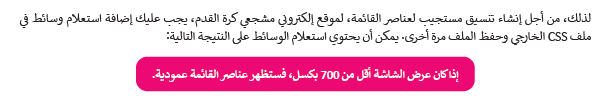 لذلك، من أجل إنشاء تنسيق مستجيب لعناصر القائمة، لموقع إلكتروني مشجعي كرة القدم، يجب عليك إضافة استعلام وسائط في
ملف CSS الخارجي وحفظ الملف مرة أخرى. يمكن أن يحتوي استعلام الوسائط على النتيجة التالية:
إذا كان عرض الشاشة أقل من 700 بكسل، فستظهر عناصر القائمة عمودية.